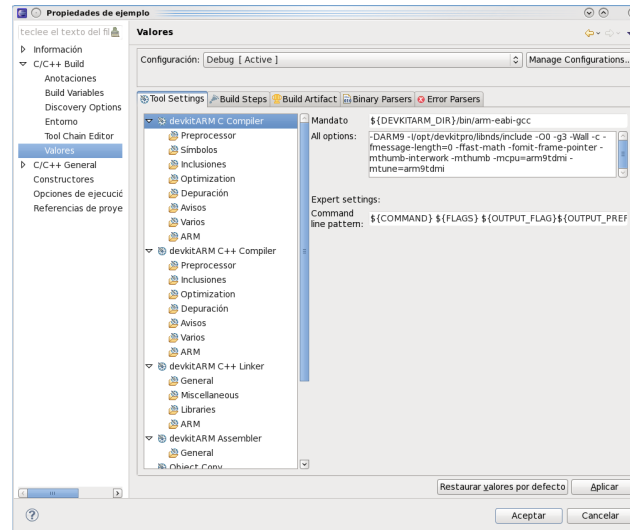 Propiedades de ejemplo
teclee el texto del fil
Valores
Información
C/C++ Build
Anotaciones
Build Variables
Discovery Options
Entorno
Tool Chain Editor
Valores
C/C++ General
Constructores
Opciones de ejecució
Referencias de proye
Configuración: Debug [ Active ]
Manage Configurations..
Tool Settings Build Steps Build Artifact Binary Parsers Error Parsers
devkitARM C Compiler
Preprocessor
Símbolos
Inclusiones
Optimization
Depuración
Avisos
Varios
ARM
devkitARM C++ Compiler
Preprocessor
Inclusiones
Optimization
Depuración
Avisos
Varios
ARM
devkitARM C++ Linker
General
Miscellaneous
Libraries
ARM
devkitARM Assembler
General
Object Copy
Mandato ${DEVKITARM_DIR}/bin/arm-eabi-gcc
All options: -DARM9 -I/opt/devkitpro/libnds/include -O0 -g3 -Wall -c -
fmessage-length=0 -ffast-math -fomit-frame-pointer -
mthumb-interwork -mthumb -mcpu=arm9tdmi -
mtune=arm9tdmi
Expert settings:
Command
line pattern: ${COMMAND} ${FLAGS} ${OUTPUT_FLAG}${OUTPUT_PREF
Restaurar valores por defecto Aplicar
Aceptar Cancelar